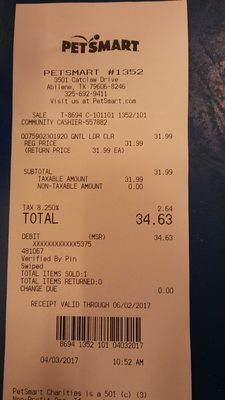 PETSMART
PETSMART #1352
3501 Catclaw Drive
Abilene, TX 79606-8246
325-692-9411
Visit us at PetSmart.com
SALE T-8694 C-101101 1352/101
COMMUNITY CASHIER-557882
0075902301920 GNTL LDR CLR 31.99
REG PRICE 31.99
(RETURN PRICE 31.99 EA)
SUBTOTAL 31.99
TAXABLE AMOUNT 31.99
NON-TAXABLE AMOUNT 0.00
TAX 8.250% 2.64
TOTAL 34.63
DEBIT (MSR) 34.63
XXXXXXXXXXXX5375
481067
Verified By Pin
Swiped
TOTAL ITEMS SOLD:1
TOTAL ITEMS RETURNED:0
CHANGE DUE 0.00
RECEIPT VALID THROUGH 06/02/2017
8694 1352 101 04032017
04/03/2017 10:52 AM
PetSmart Charities is a 501 (c) (3)